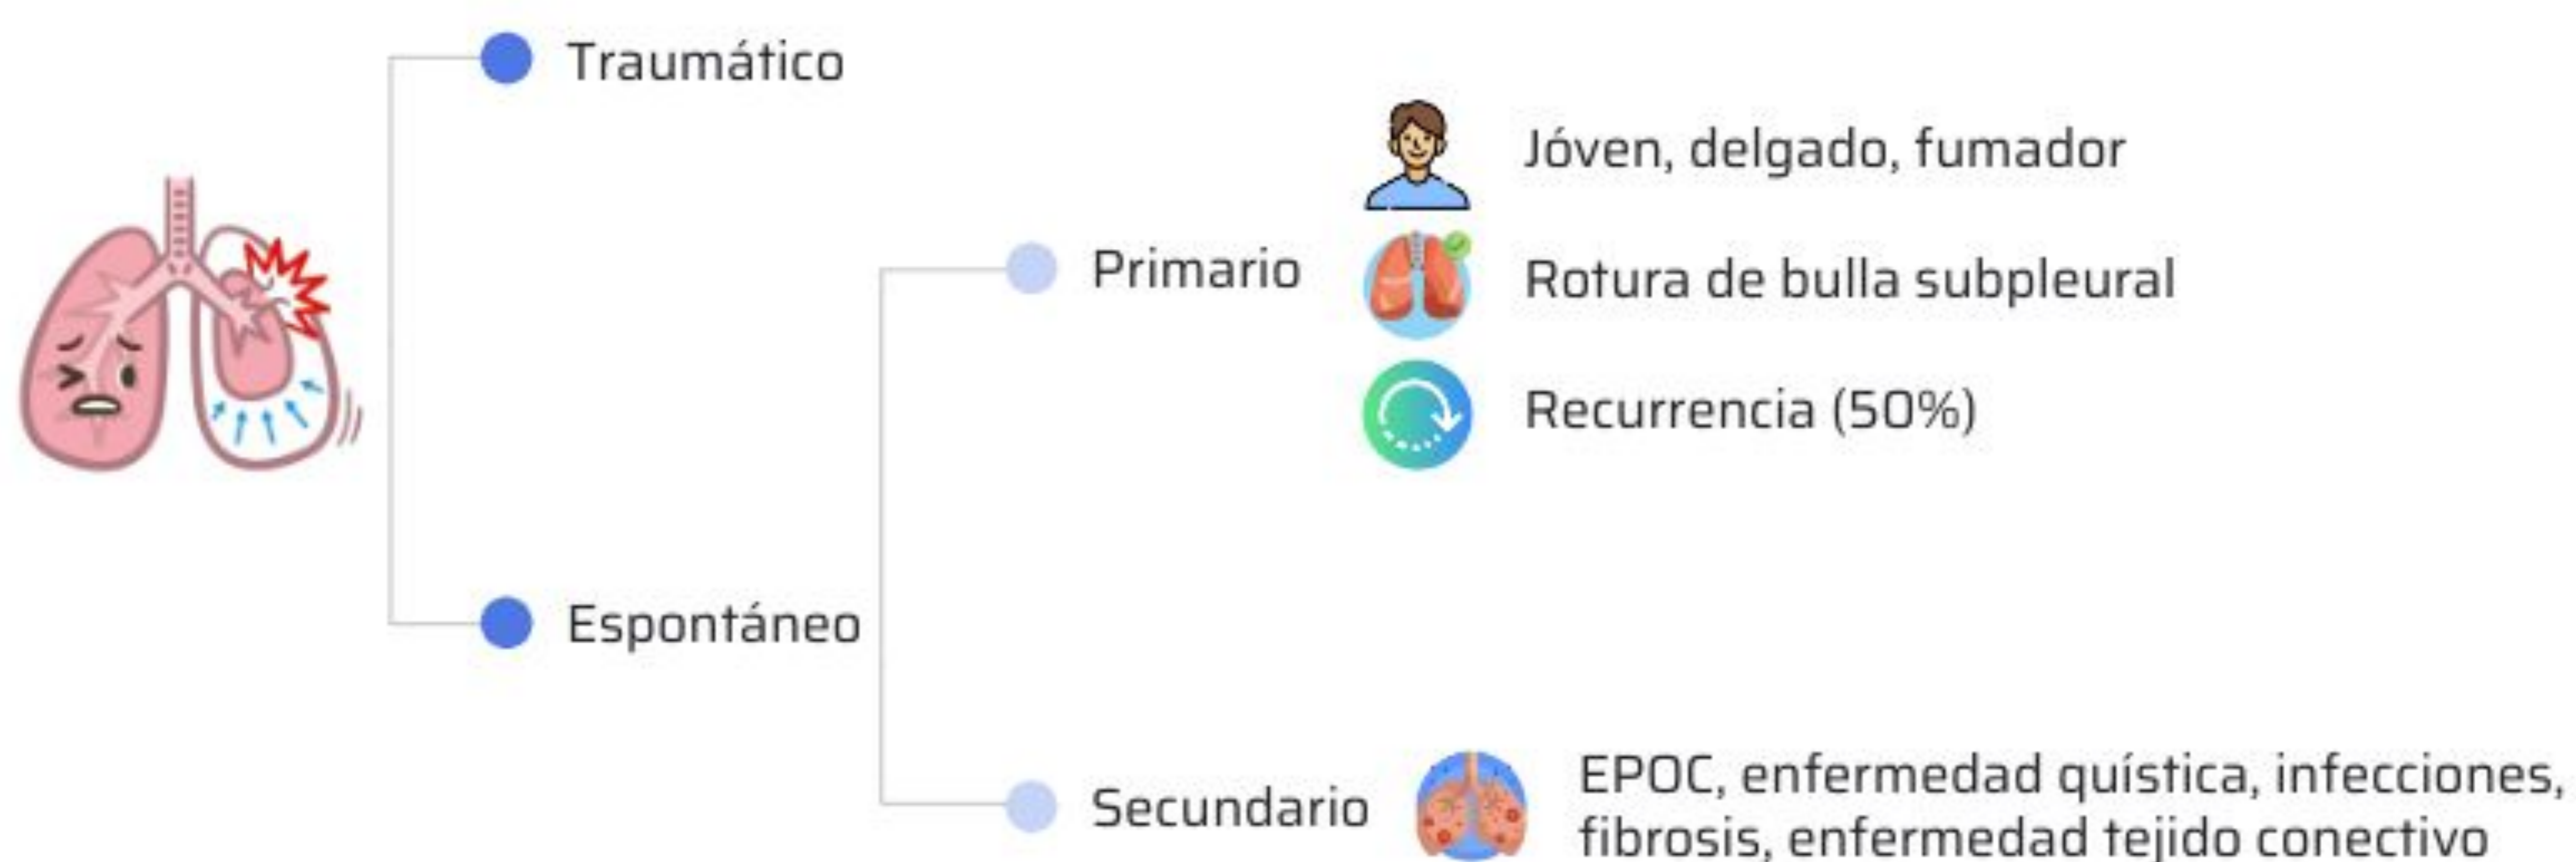 Traumático
Jóven, delgado, fumador
Primario
Rotura de bulla subpleural
Recurrencia (50%)
Espontáneo
Secundario
EPOC, enfermedad quística, infecciones,
fibrosis, enfermedad tejido conectivo